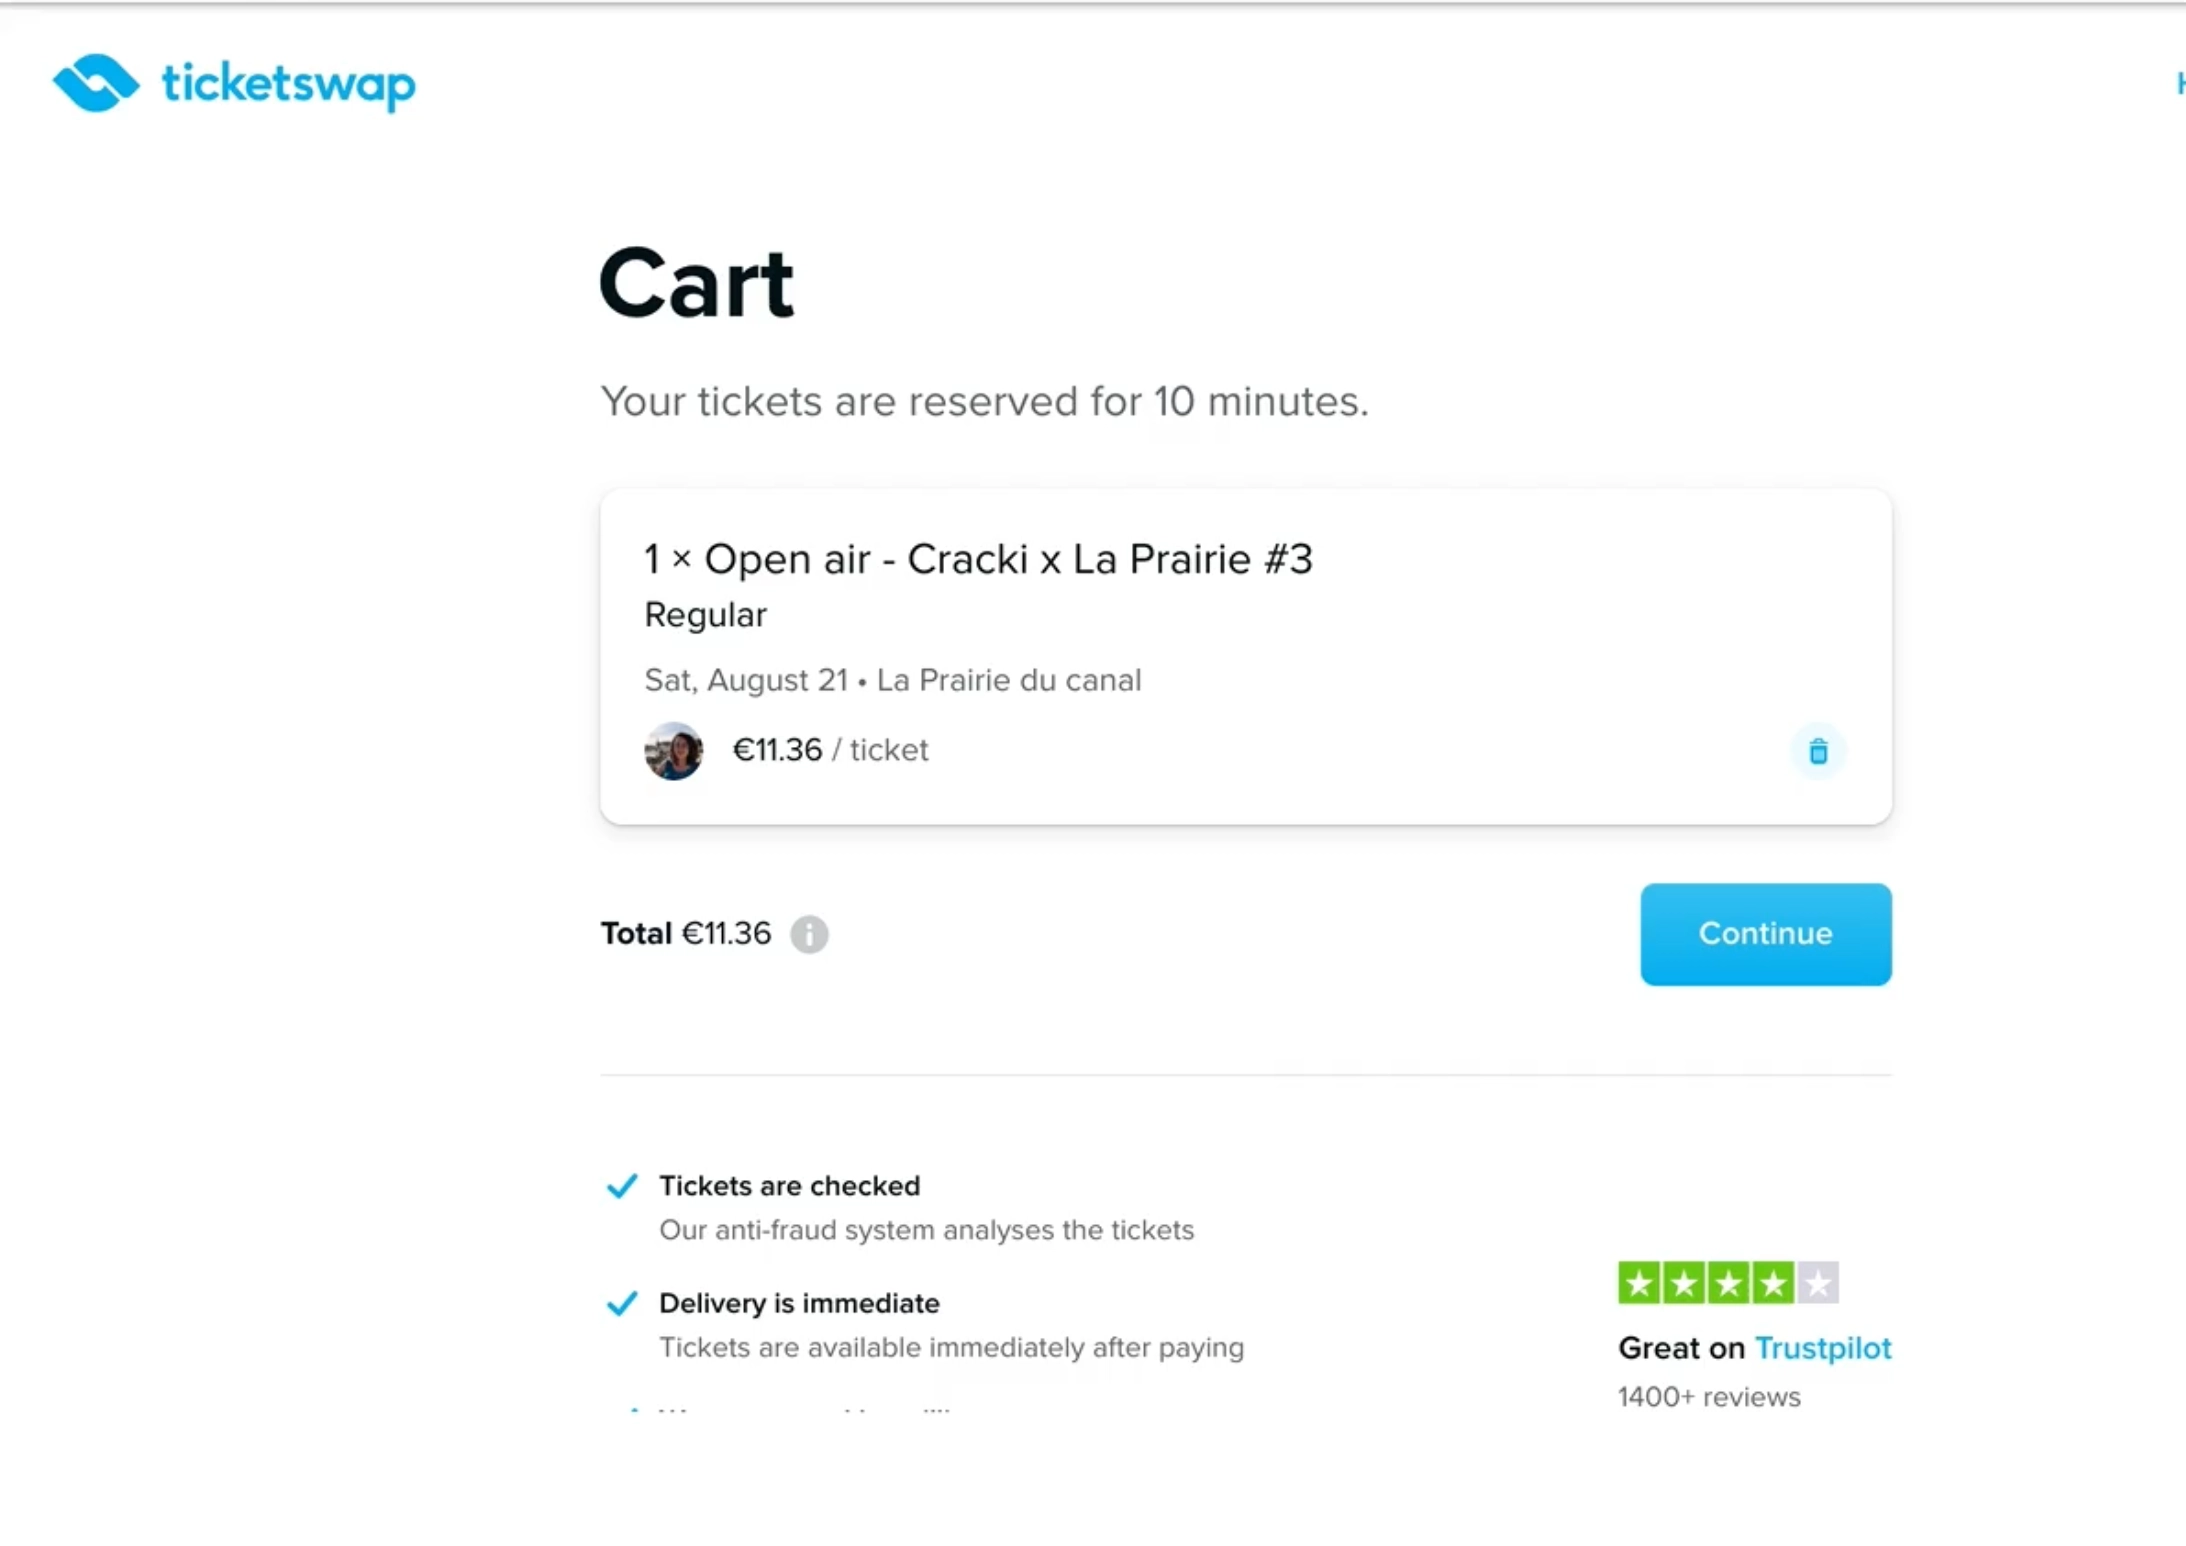 ticketswap
Cart
Your tickets are reserved for 10 minutes.
1 × Open air - Cracki x La Prairie #3
Regular
Sat, August 21 • La Prairie du canal
€11.36 / ticket
Total €11.36
Continue
Tickets are checked
Our anti-fraud system analyses the tickets
Delivery is immediate
Tickets are available immediately after paying
Great on Trustpilot
1400+ reviews